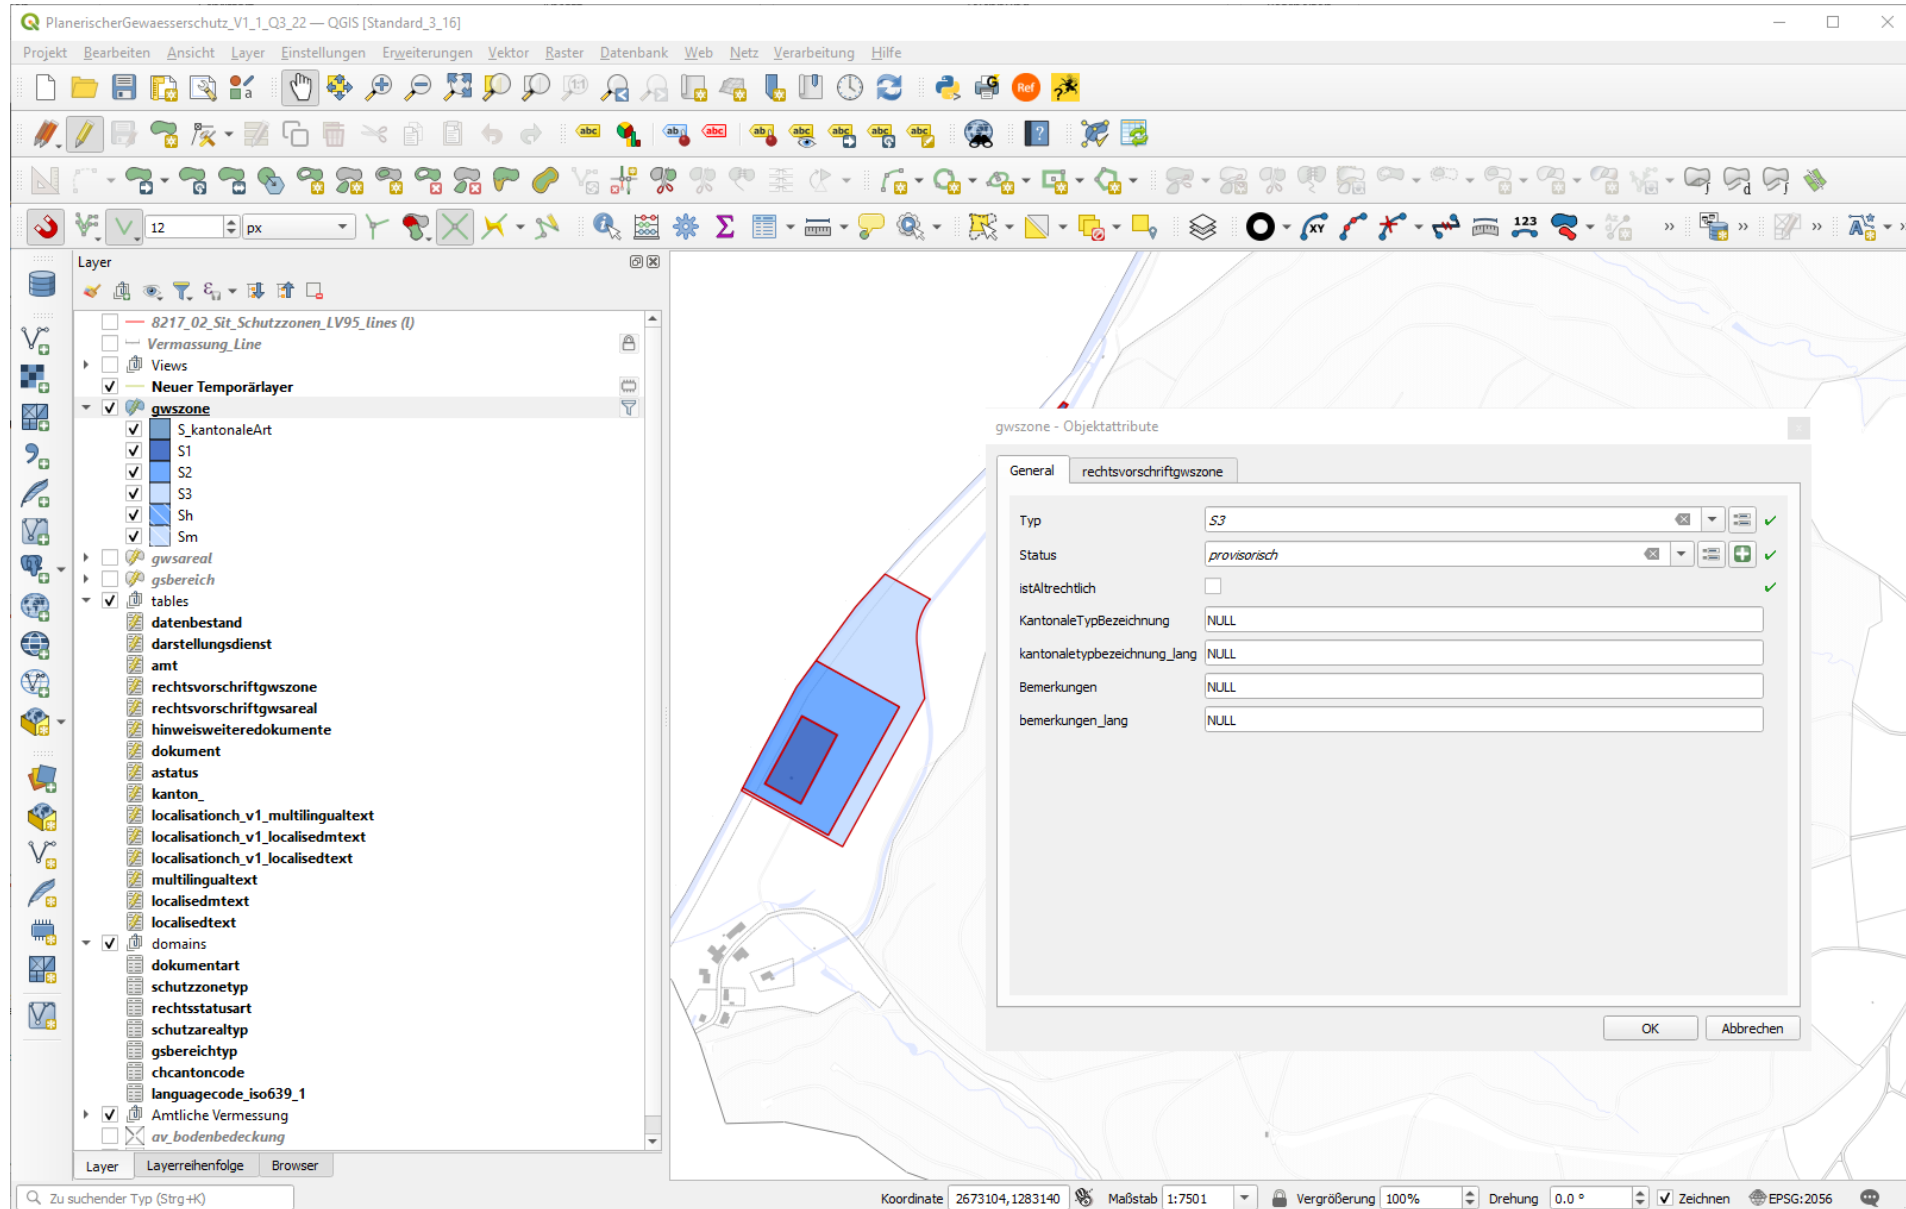 PlanerischerGewaesserschutz_V1_1_Q3_22 — QGIS [Standard_3_16]
Projekt Bearbeiten Ansicht Layer Einstellungen Erweiterungen Vektor Raster Datenbank Web Netz Verarbeitung Hilfe
Ref
12 px
123
Layer
8217_02_Sit_Schutzzonen_LV95_lines (l)
Vermassung_Line
Views
Neuer Temporärlayer
gwszone
S_kantonaleArt
S1
S2
S3
Sh
Sm
gwsareal
gsbereich
tables
datenbestand
darstellungsdienst
amt
rechtsvorschriftgwszone
rechtsvorschriftgwsareal
hinweisweiteredokumente
dokument
astatus
kanton_
localisationch_v1_multilingualtext
localisationch_v1_localisedmtext
localisationch_v1_localisedtext
multilingualtext
localisedmtext
localisedtext
domains
dokumentart
schutzzonetyp
rechtsstatusart
schutzarealtyp
gsbereichtyp
chcantoncode
languagecode_iso639_1
Amtliche Vermessung
av_bodenbedeckung
Layer Layerreihenfolge Browser
gwszone - Objektattribute
General rechtsvorschriftgwszone
Typ S3
Status provisorisch
istAltrechtlich
KantonaleTypBezeichnung NULL
kantonaletypbezeichnung_lang NULL
Bemerkungen NULL
bemerkungen_lang NULL
OK Abbrechen
Zu suchender Typ (Strg+K) Koordinate 2673104,1283140 Maßstab 1:7501 Vergrößerung 100% Drehung 0.0 ° Zeichnen EPSG:2056